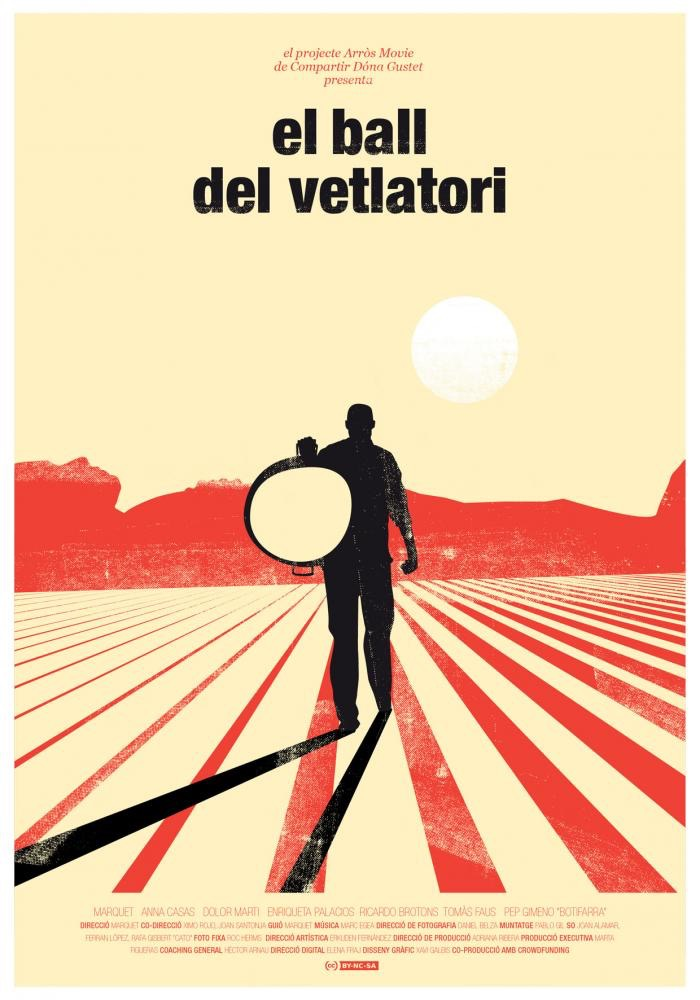 el projecte Arròs Movie
de Compartir Dóna Gustet
presenta
el ball
del vetlatori
MARQUET ANNA CASAS DOLOR MARTI ENRIQUETA PALACIOS RICARDO BROTONS TOMÀS FAUS PEP GIMENO "BOTIFARRA"
DIRECCIÓ MARQUET CO-DIRECCIÓ XIMO ROJO, JOAN SANTONJA GUIÓ MARQUET MÚSICA MARC EGEA DIRECCIÓ DE FOTOGRAFIA DANIEL BELZA MUNTATGE PABLO GIL SO JOAN ALAMAR,
FERRAN LÓPEZ, RAFA GISBERT "CATO" FOTO FIXA ROC HERMS DIRECCIÓ ARTÍSTICA ERKUDEN FERNÁNDEZ DIRECCIÓ DE PRODUCCIÓ ADRIANA RIBERA PRODUCCIÓ EXECUTIVA MARTA
FIGUERAS COACHING GENERAL HÈCTOR ARNAU DIRECCIÓ DIGITAL ELENA FRAJ DISSENY GRÀFIC XAVI GALBIS CO-PRODUCCIÓ AMB CROWDFUNDING
cc BY-NC-SA